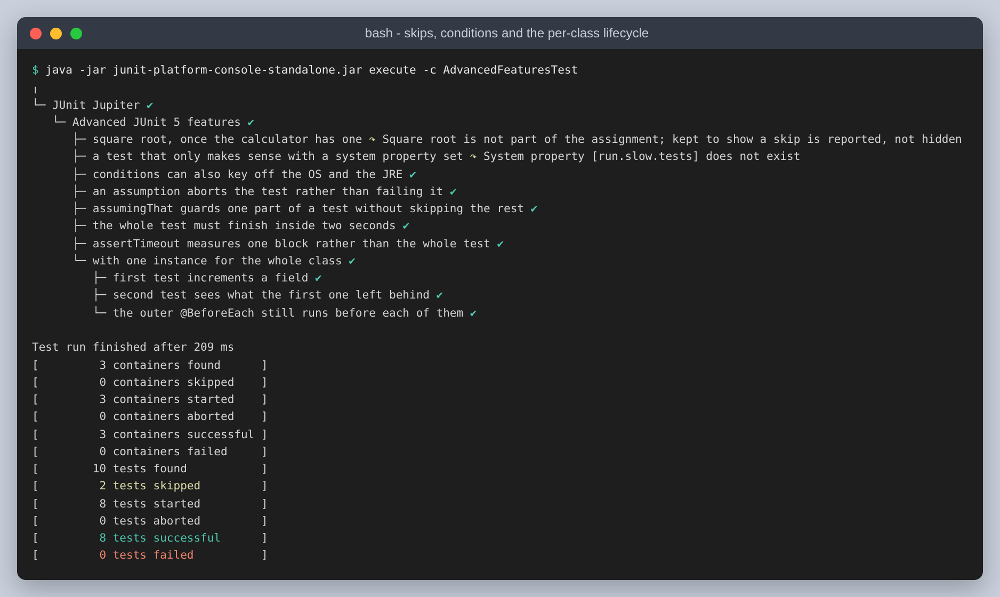 bash - skips, conditions and the per-class lifecycle
$ java -jar junit-platform-console-standalone.jar execute -c AdvancedFeaturesTest
╷
└─ JUnit Jupiter ✔
   └─ Advanced JUnit 5 features ✔
      ├─ square root, once the calculator has one ↷ Square root is not part of the assignment; kept to show a skip is reported, not hidden
      ├─ a test that only makes sense with a system property set ↷ System property [run.slow.tests] does not exist
      ├─ conditions can also key off the OS and the JRE ✔
      ├─ an assumption aborts the test rather than failing it ✔
      ├─ assumingThat guards one part of a test without skipping the rest ✔
      ├─ the whole test must finish inside two seconds ✔
      ├─ assertTimeout measures one block rather than the whole test ✔
      └─ with one instance for the whole class ✔
         ├─ first test increments a field ✔
         ├─ second test sees what the first one left behind ✔
         └─ the outer @BeforeEach still runs before each of them ✔
Test run finished after 209 ms
[         3 containers found      ]
[         0 containers skipped    ]
[         3 containers started    ]
[         0 containers aborted    ]
[         3 containers successful ]
[         0 containers failed     ]
[        10 tests found           ]
[         2 tests skipped         ]
[         8 tests started         ]
[         0 tests aborted         ]
[         8 tests successful      ]
[         0 tests failed          ]